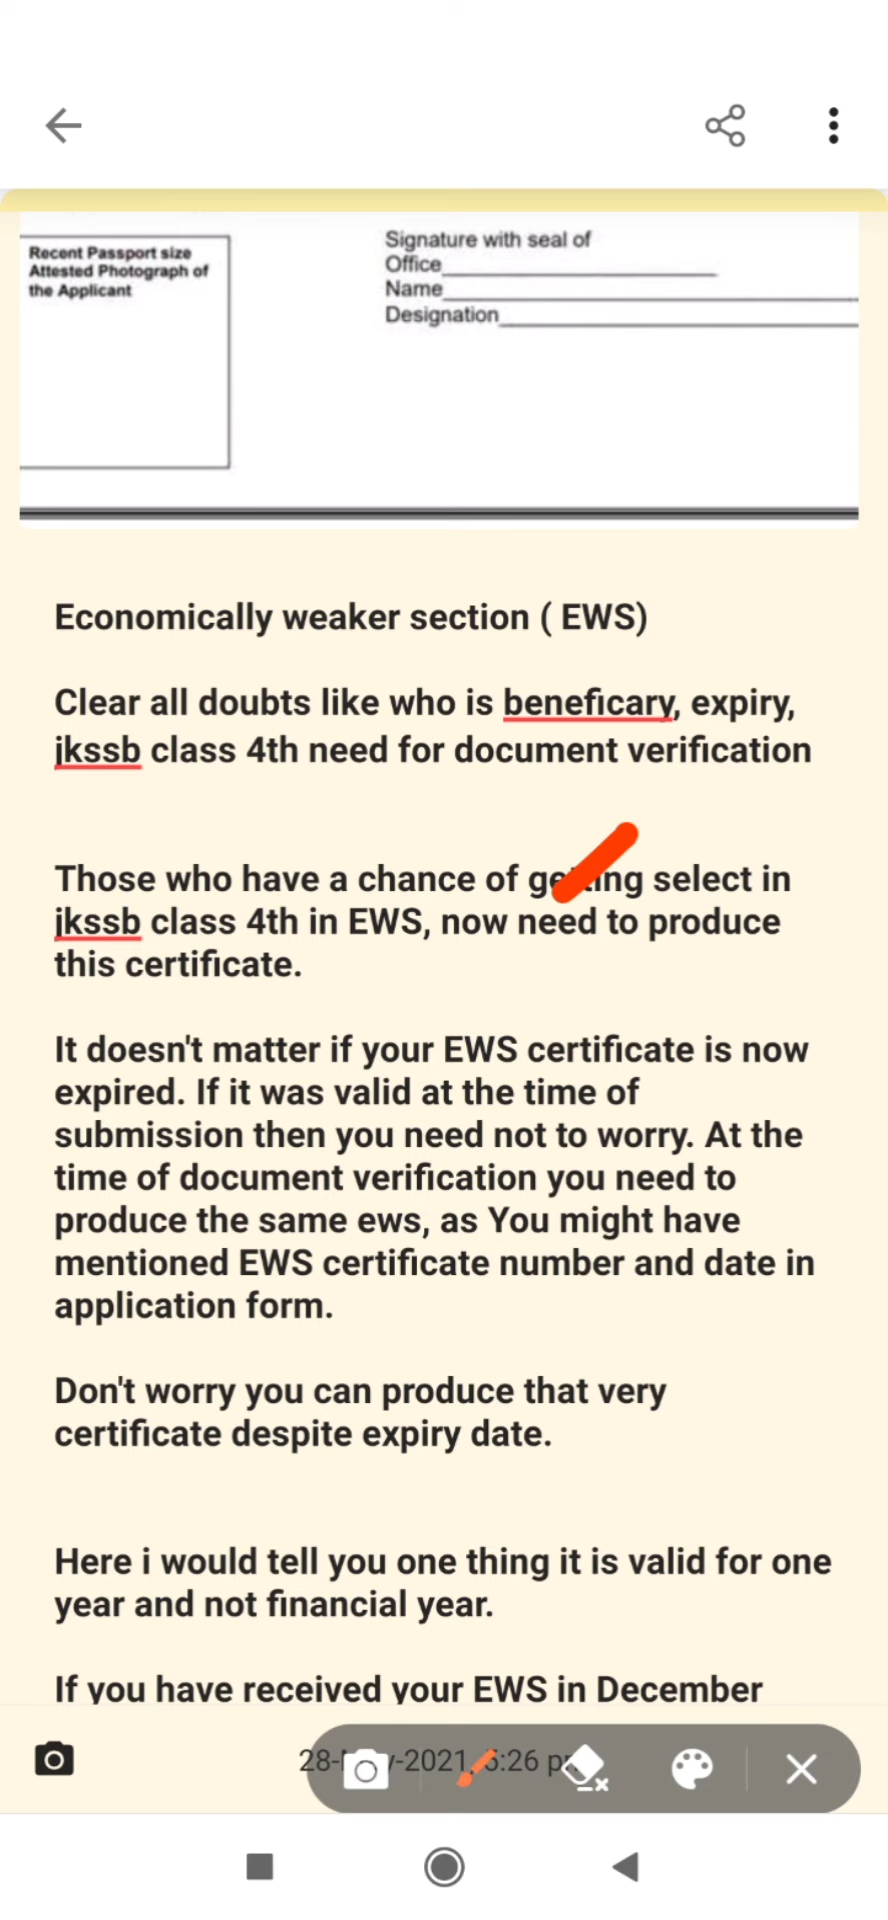 Recent Passport size
Attested Photograph of
the Applicant
Signature with seal of
Office
Name
Designation
Economically weaker section ( EWS)
Clear all doubts like who is beneficary, expiry,
jkssb class 4th need for document verification
Those who have a chance of getting select in
jkssb class 4th in EWS, now need to produce
this certificate.
It doesn't matter if your EWS certificate is now
expired. If it was valid at the time of
submission then you need not to worry. At the
time of document verification you need to
produce the same ews, as You might have
mentioned EWS certificate number and date in
application form.
Don't worry you can produce that very
certificate despite expiry date.
Here i would tell you one thing it is valid for one
year and not financial year.
If you have received your EWS in December
28- -2021, :26